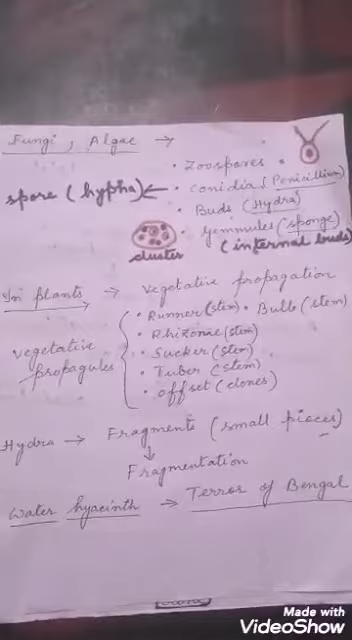 Fungi, Algae →
• Zoospores •
spore (hypha) ← • Conidia (Penicillium)
• Buds (Hydra)
• Gemmules (sponge)
cluster (internal buds)
In plants → Vegetative propagation
vegetative propagules
• Runner (stem) • Bulb (stem)
• Rhizome (stem)
• Sucker (stem)
• Tuber (stem)
• offset (clones)
Hydra → Fragments (small pieces)
↓
Fragmentation
Water hyacinth → Terror of Bengal
Made with
VideoShow